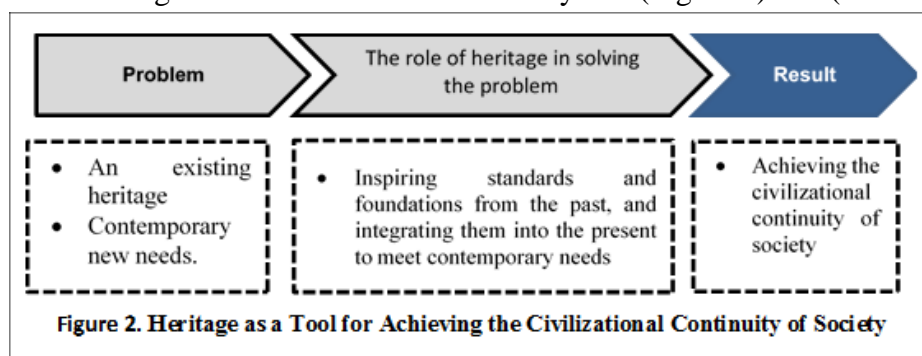 Problem
The role of heritage in solving
the problem
Result
• An existing
heritage
• Contemporary
new needs.
• Inspiring standards and
foundations from the past, and
integrating them into the present
to meet contemporary needs
• Achieving the
civilizational
continuity of
society
Figure 2. Heritage as a Tool for Achieving the Civilizational Continuity of Society